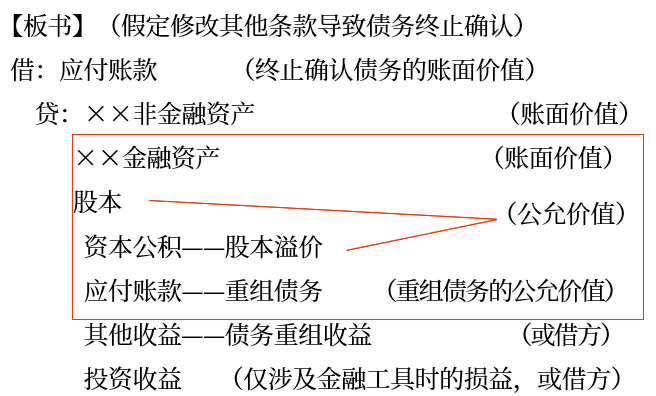 【板书】（假定修改其他条款导致债务终止确认）
借：应付账款 （终止确认债务的账面价值）
贷：××非金融资产 （账面价值）
××金融资产 （账面价值）
股本
（公允价值）
资本公积——股本溢价
应付账款——重组债务 （重组债务的公允价值）
其他收益——债务重组收益 （或借方）
投资收益 （仅涉及金融工具时的损益，或借方）